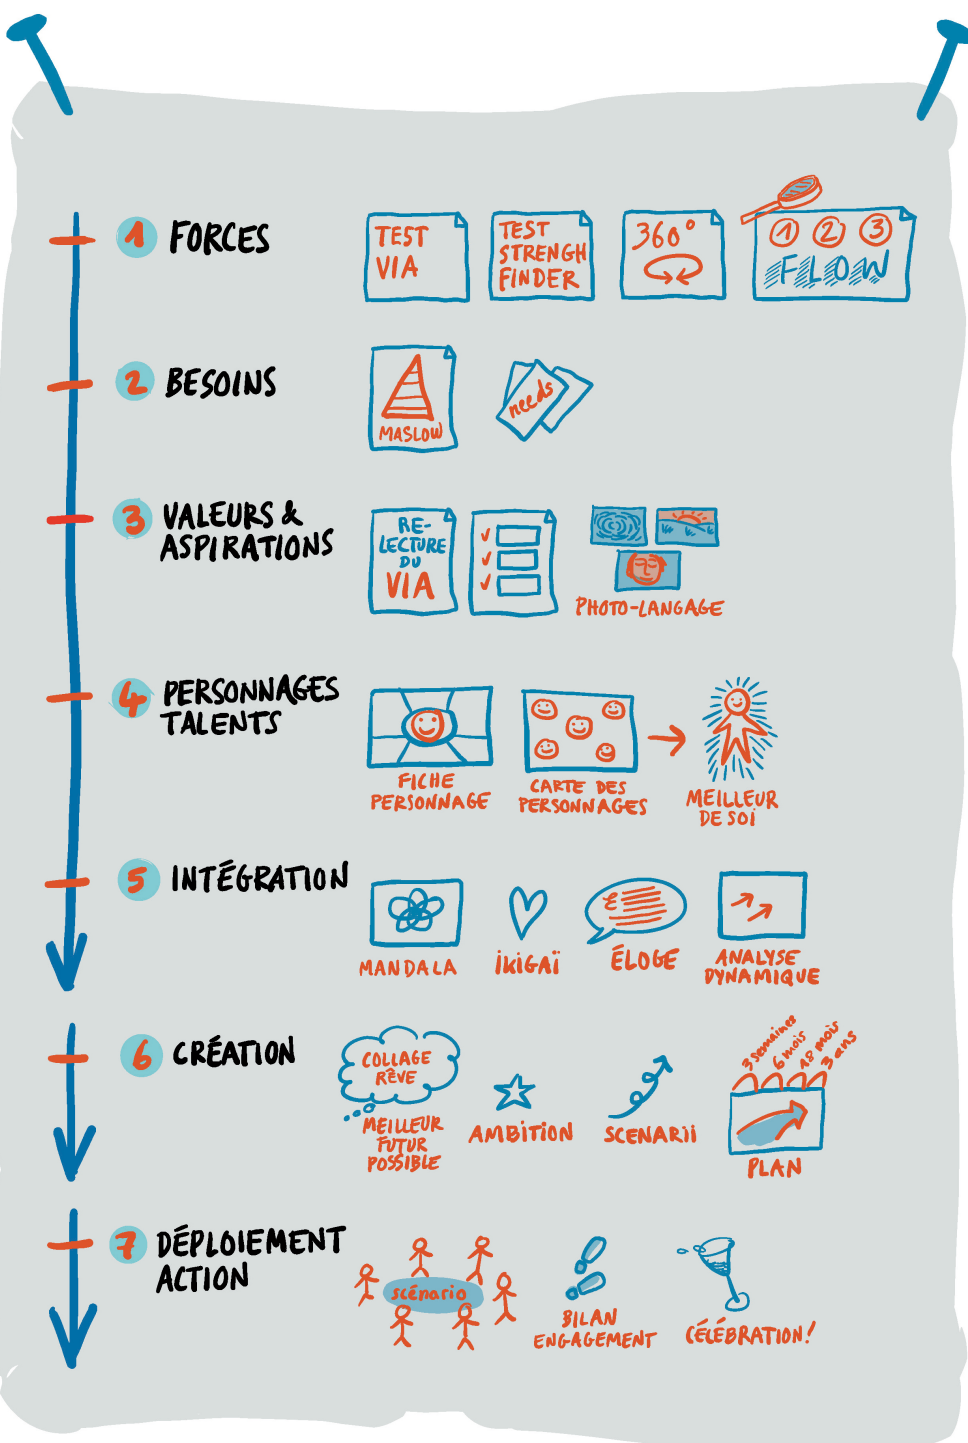 1 FORCES
TEST
VIA
TEST
STRENGH
FINDER
360°
1 2 3
FLOW
2 BESOINS
MASLOW
needs
3 VALEURS &
ASPIRATIONS
RE-
LECTURE
DU
VIA
PHOTO-LANGAGE
4 PERSONNAGES
TALENTS
FICHE
PERSONNAGE
CARTE DES
PERSONNAGES
MEILLEUR
DE SOI
5 INTÉGRATION
MANDALA
iKiGAï
ÉLOGE
ANALYSE
DYNAMIQUE
6 CRÉATION
COLLAGE
RÊVE
MEILLEUR
FUTUR
POSSIBLE
AMBITION
SCENARii
3 semaines
6 mois
18 mois
3 ans
PLAN
7 DÉPLOIEMENT
ACTION
scénario
BILAN
ENGAGEMENT
CÉLÉBRATION!